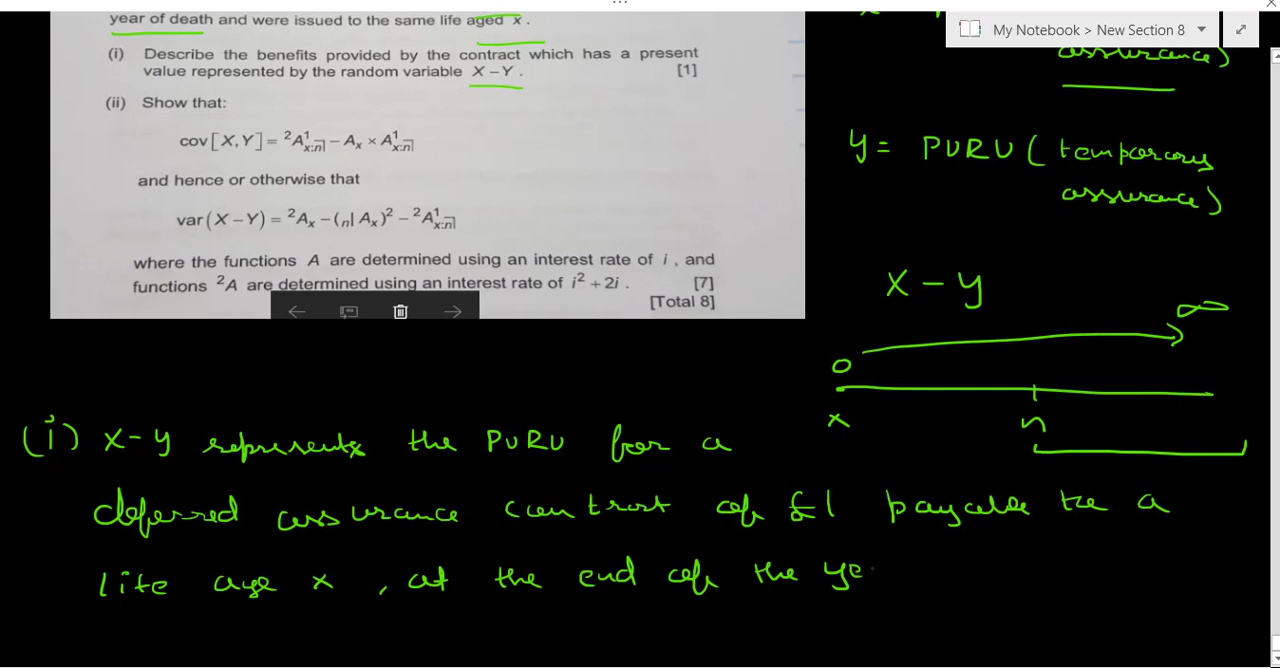 year of death and were issued to the same life aged x.
(i) Describe the benefits provided by the contract which has a present
value represented by the random variable X – Y. [1]
(ii) Show that:
cov[X,Y] = ²A¹x:n̅| – Aₓ × A¹x:n̅|
and hence or otherwise that
var(X – Y) = ²Aₓ – (ₙ|Aₓ)² – ²A¹x:n̅|
where the functions A are determined using an interest rate of i, and
functions ²A are determined using an interest rate of i² + 2i. [7]
[Total 8]
My Notebook > New Section 8
assurance)
y = PVRV (temporary
assurance)
X – y
∞
0
x n
(i) X-y represents the PVRV for a
deferred assurance contract of £1 payable to a
life age x, at the end of the ye